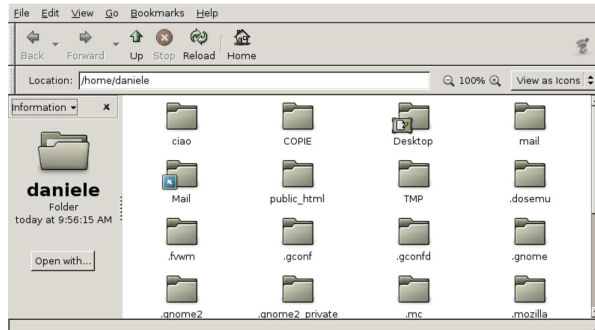 File Edit View Go Bookmarks Help
Back Forward Up Stop Reload Home
Location: /home/daniele 100% View as Icons
Information x
daniele
Folder
today at 9:56:15 AM
Open with...
ciao COPIE Desktop mail
Mail public_html TMP .dosemu
.fvwm .gconf .gconfd .gnome
.gnome2 .gnome2_private .mc .mozilla